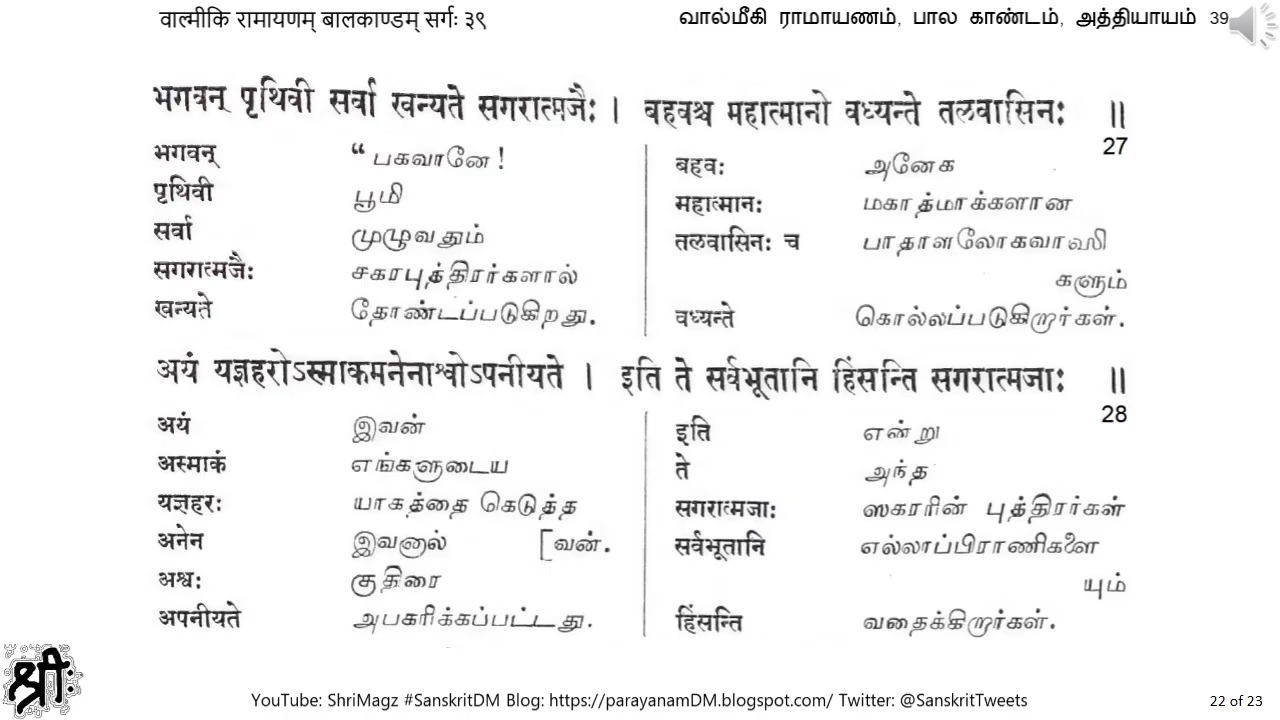 वाल्मीकि रामायणम् बालकाण्डम् सर्गः ३९
வால்மீகி ராமாயணம், பால காண்டம், அத்தியாயம் 39
भगवन् पृथिवी सर्वा खन्यते सगरात्मजैः । बहवश्च महात्मानो वध्यन्ते तलवासिनः ॥
27
भगवन् “ பகவானே!
पृथिवी பூமி
सर्वा முழுவதும்
सगरात्मजैः சகரபுத்திரர்களால்
खन्यते தோண்டப்படுகிறது.
बहवः அனேக
महात्मानः மகாத்மாக்களான
तलवासिनः च பாதாளலோகவாஸி
களும்
वध्यन्ते கொல்லப்படுகிறார்கள்.
अयं यज्ञहरोऽस्माकमनेनाश्वोऽपनीयते । इति ते सर्वभूतानि हिंसन्ति सगरात्मजाः ॥
28
अयं இவன்
अस्माकं எங்களுடைய
यज्ञहरः யாகத்தை கெடுத்த
अनेन இவனால் [வன்.
अश्वः குதிரை
अपनीयते அபகரிக்கப்பட்டது.
इति என்று
ते அந்த
सगरात्मजाः ஸகரரின் புத்திரர்கள்
सर्वभूतानि எல்லாப்பிராணிகளை
யும்
हिंसन्ति வதைக்கிறார்கள்.
श्रीः
YouTube: ShriMagz #SanskritDM Blog: https://parayanamDM.blogspot.com/ Twitter: @SanskritTweets
22 of 23